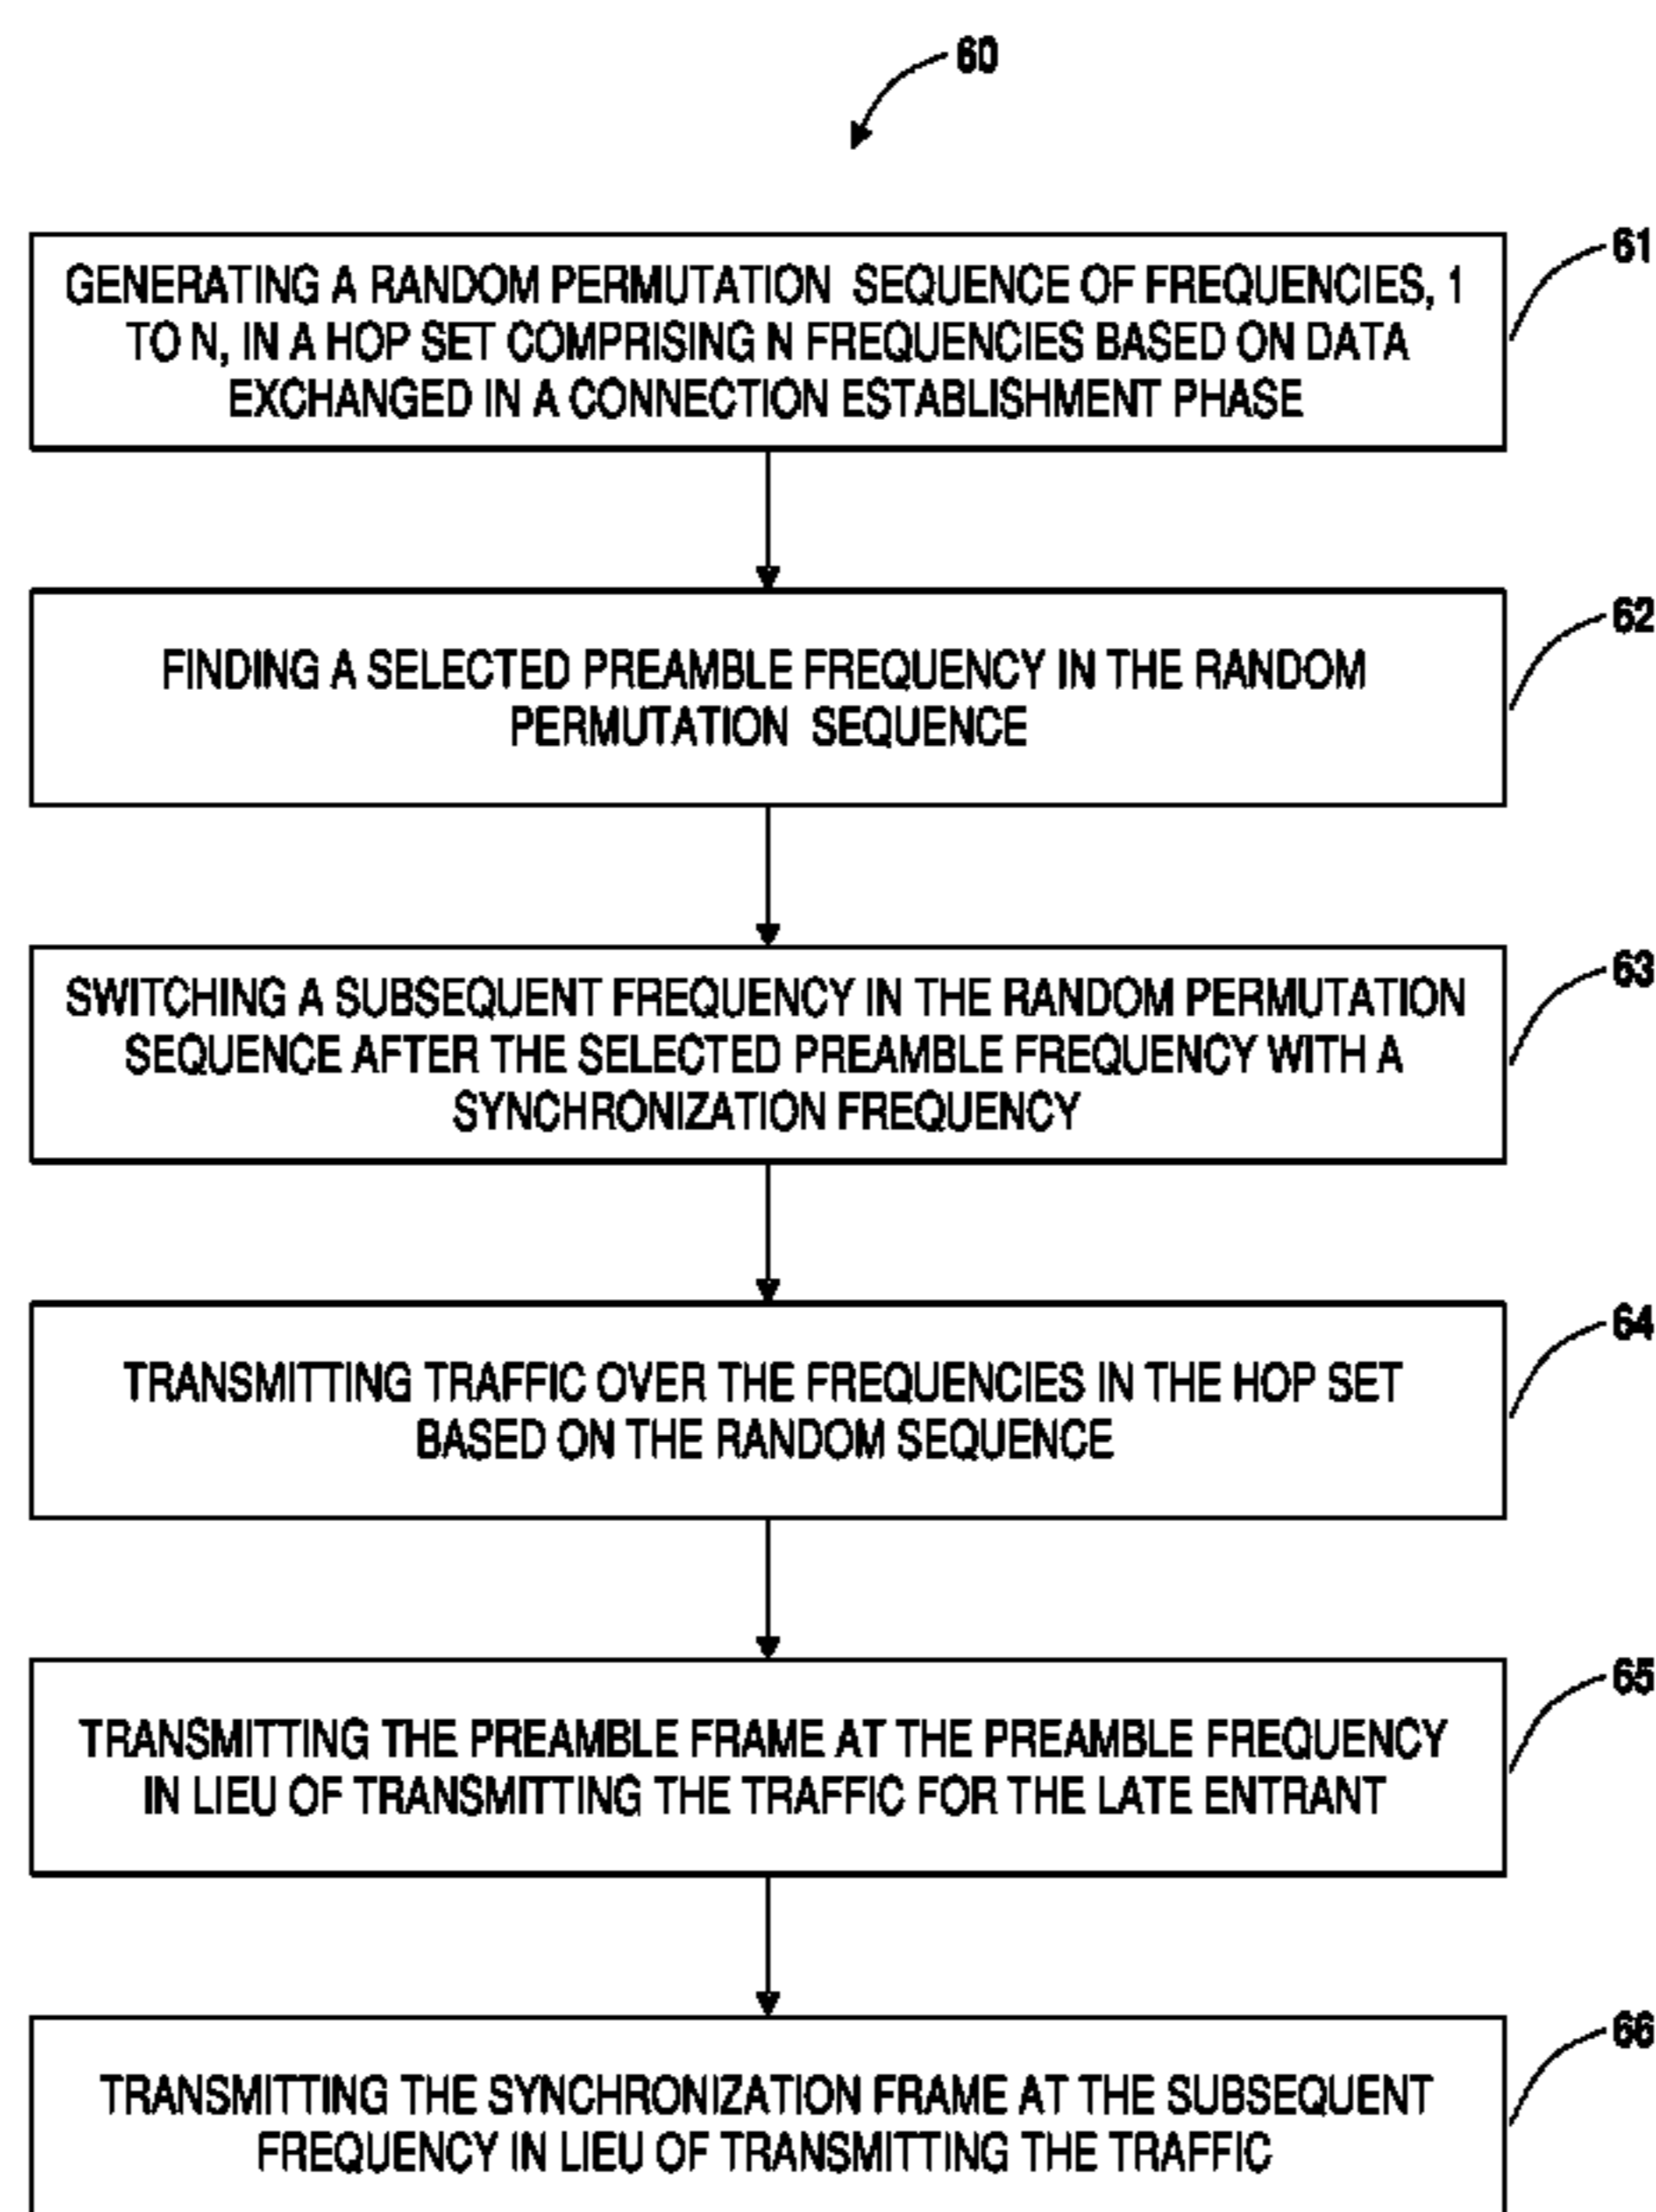 60
61
GENERATING A RANDOM PERMUTATION SEQUENCE OF FREQUENCIES, 1
TO N, IN A HOP SET COMPRISING N FREQUENCIES BASED ON DATA
EXCHANGED IN A CONNECTION ESTABLISHMENT PHASE
62
FINDING A SELECTED PREAMBLE FREQUENCY IN THE RANDOM
PERMUTATION SEQUENCE
63
SWITCHING A SUBSEQUENT FREQUENCY IN THE RANDOM PERMUTATION
SEQUENCE AFTER THE SELECTED PREAMBLE FREQUENCY WITH A
SYNCHRONIZATION FREQUENCY
64
TRANSMITTING TRAFFIC OVER THE FREQUENCIES IN THE HOP SET
BASED ON THE RANDOM SEQUENCE
65
TRANSMITTING THE PREAMBLE FRAME AT THE PREAMBLE FREQUENCY
IN LIEU OF TRANSMITTING THE TRAFFIC FOR THE LATE ENTRANT
66
TRANSMITTING THE SYNCHRONIZATION FRAME AT THE SUBSEQUENT
FREQUENCY IN LIEU OF TRANSMITTING THE TRAFFIC